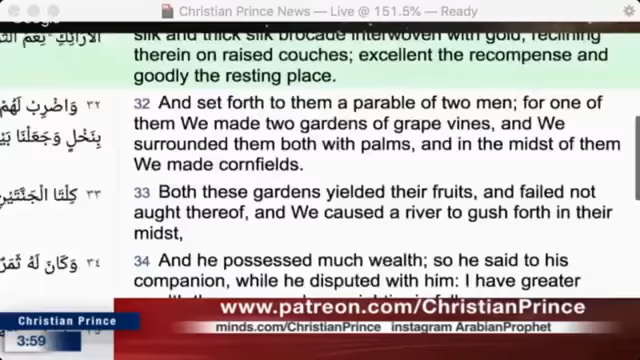 Christian Prince News — Live @ 151.5% — Ready
silk and thick silk brocade interwoven with gold, reclining
therein on raised couches; excellent the recompense and
goodly the resting place.
وَاضْرِبْ لَهُمْ ٣٢
32 And set forth to them a parable of two men; for one of
them We made two gardens of grape vines, and We
بِنَخْلٍ وَجَعَلْنَا
surrounded them both with palms, and in the midst of them
We made cornfields.
كِلْتَا الْجَنَّتَيْنِ ٣٣
33 Both these gardens yielded their fruits, and failed not
aught thereof, and We caused a river to gush forth in their
midst,
وَكَانَ لَهُ ثَمَرٌ ٣٤
34 And he possessed much wealth; so he said to his
companion, while he disputed with him: I have greater
www.patreon.com/ChristianPrince
Christian Prince
minds.com/ChristianPrince instagram ArabianProphet
3:59